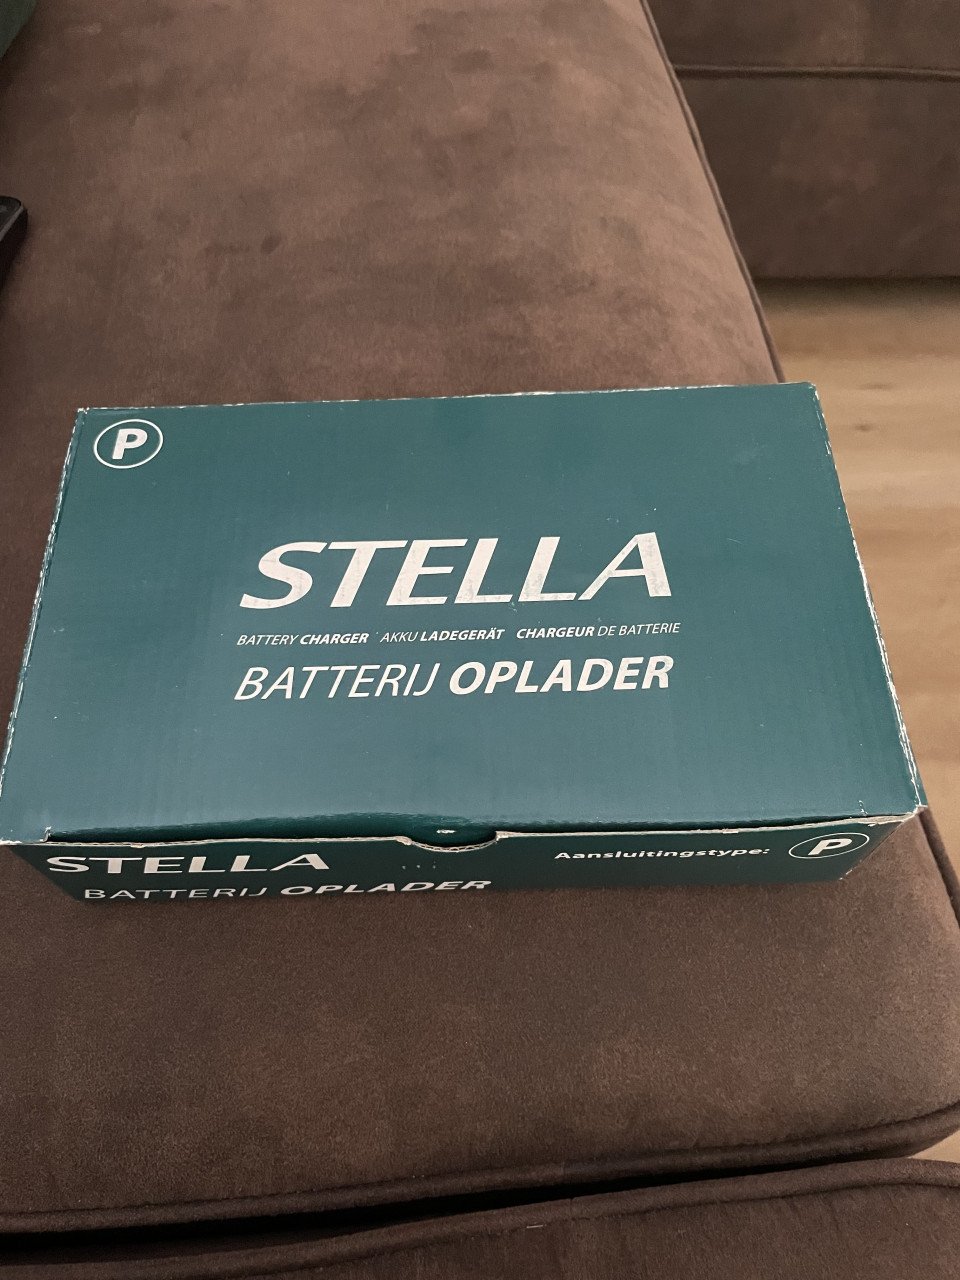 P
STELLA
BATTERY CHARGER AKKU LADEGERÄT CHARGEUR DE BATTERIE
BATTERIJ OPLADER
STELLA
BATTERIJ OPLADER
Aansluitingstype: P